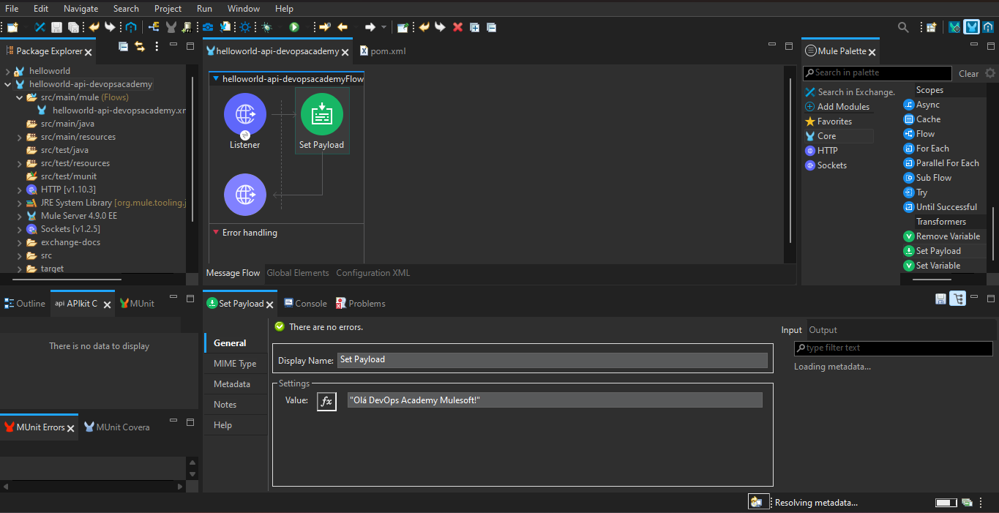 File Edit Navigate Search Project Run Window Help
Package Explorer
helloworld
helloworld-api-devopsacademy
src/main/mule (Flows)
helloworld-api-devopsacademy.xm
src/main/java
src/main/resources
src/test/java
src/test/resources
src/test/munit
HTTP [v1.10.3]
JRE System Library [org.mule.tooling.j
Mule Server 4.9.0 EE
Sockets [v1.2.5]
exchange-docs
src
target
helloworld-api-devopsacademy
pom.xml
helloworld-api-devopsacademyFlow
Listener
Set Payload
Error handling
Message Flow Global Elements Configuration XML
Mule Palette
Search in palette
Clear
Search in Exchange.
Add Modules
Favorites
Core
HTTP
Sockets
Scopes
Async
Cache
Flow
For Each
Parallel For Each
Sub Flow
Try
Until Successful
Transformers
Remove Variable
Set Payload
Set Variable
Outline
api APIkit C
MUnit
There is no data to display
MUnit Errors
MUnit Covera
Set Payload
Console
Problems
There are no errors.
General
MIME Type
Metadata
Notes
Help
Display Name: Set Payload
Settings
Value: fx "Olá DevOps Academy Mulesoft!"
Input Output
type filter text
Loading metadata...
Resolving metadata...